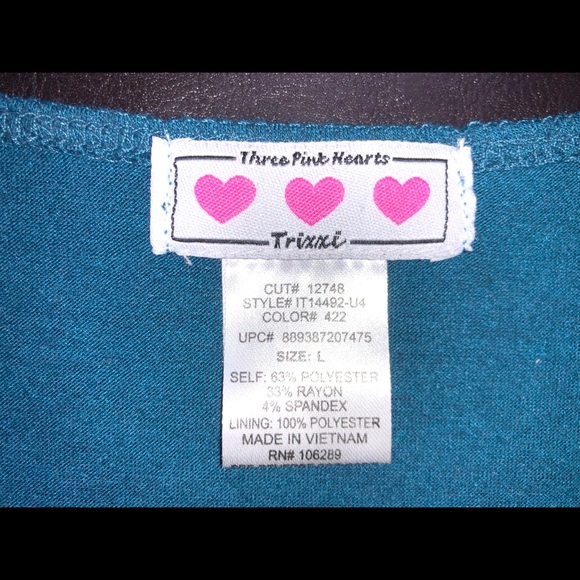 Three Pink Hearts
Trixxi
CUT# 12748
STYLE# IT14492-U4
COLOR# 422
UPC# 889387207475
SIZE: L
SELF: 63% POLYESTER
33% RAYON
4% SPANDEX
LINING: 100% POLYESTER
MADE IN VIETNAM
RN# 106289